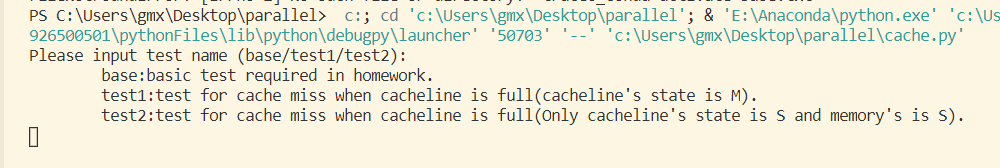 PS C:\Users\gmx\Desktop\parallel>  c:; cd 'c:\Users\gmx\Desktop\parallel'; & 'E:\Anaconda\python.exe' 'c:\Us
926500501\pythonFiles\lib\python\debugpy\launcher' '50703' '--' 'c:\Users\gmx\Desktop\parallel\cache.py'
Please input test name (base/test1/test2):
        base:basic test required in homework.
        test1:test for cache miss when cacheline is full(cacheline's state is M).
        test2:test for cache miss when cacheline is full(Only cacheline's state is S and memory's is S).